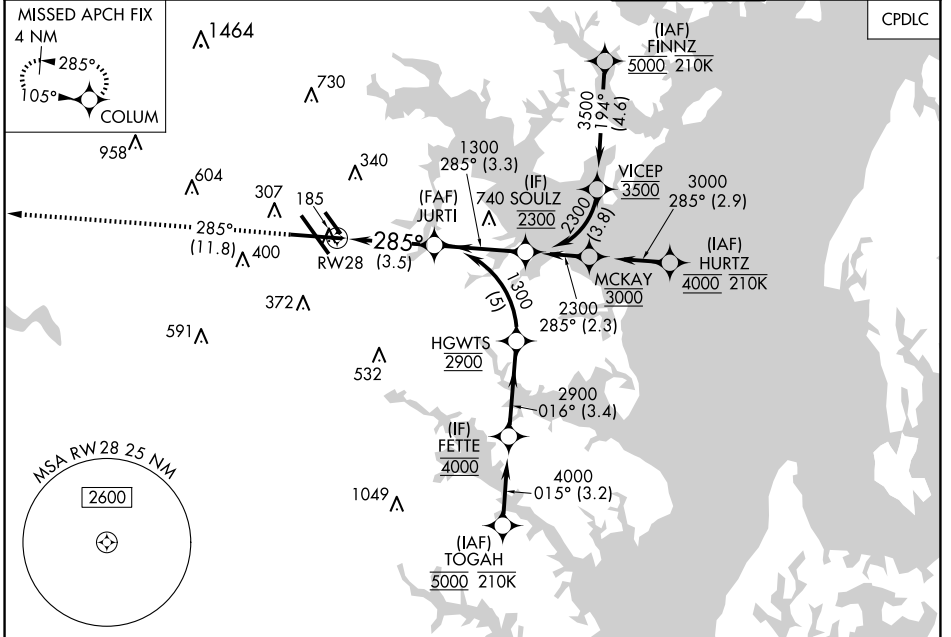 MISSED APCH FIX
4 NM
285°
105°
COLUM
1464
730
958
604
340
307
185
400
372
591
532
1049
740
CPDLC
(IAF)
FINNZ
5000 210K
3500
194°
(4.6)
VICEP
3500
2300
(3.8)
1300
285° (3.3)
(IF)
SOULZ
2300
(FAF)
JURTI
3000
285° (2.9)
(IAF)
HURTZ
4000 210K
MCKAY
3000
2300
285° (2.3)
285°
(3.5)
RW28
285°
(11.8)
1300
(5)
HGWTS
2900
2900
016° (3.4)
(IF)
FETTE
4000
4000
015° (3.2)
(IAF)
TOGAH
5000 210K
MSA RW28 25 NM
2600